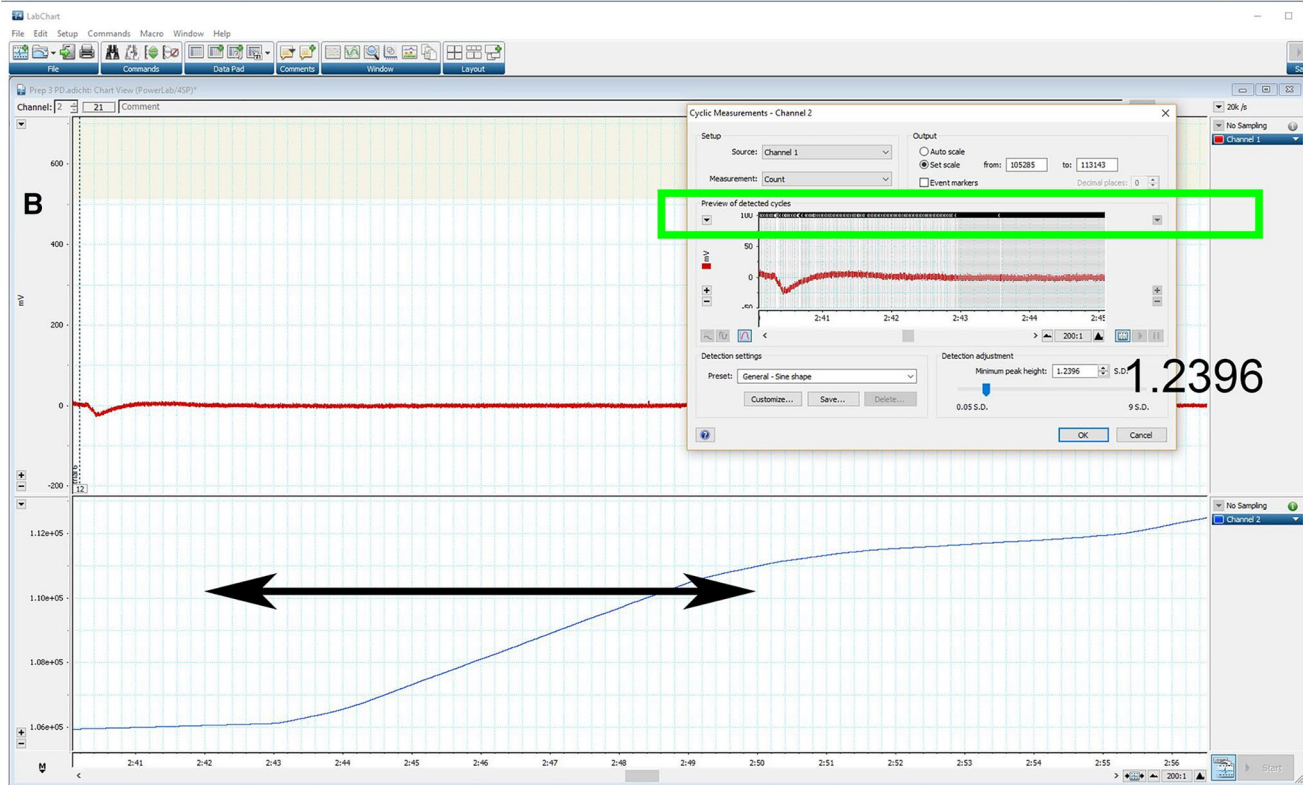 LabChart
File Edit Setup Commands Macro Window Help
File Commands Data Pad Comments Window Layout Sa
Prep 3 PD.adicht: Chart View (PowerLab/4SP)*
Channel: 2 21 Comment
20k /s
No Sampling
Channel 1
B
600
400
mV
200
0
-200
12
Cyclic Measurements - Channel 2
Setup
Source: Channel 1
Measurement: Count
Output
Auto scale
Set scale from: 105285 to: 113143
Event markers Decimal places: 0
Preview of detected cycles
100
50
mV
0
-50
2:41 2:42 2:43 2:44 2:45
200:1
Detection settings
Preset: General - Sine shape
Customize... Save... Delete...
Detection adjustment
Minimum peak height: 1.2396 S.D.
0.05 S.D. 9 S.D.
1.2396
OK Cancel
No Sampling
Channel 2
1.12e+05
1.10e+05
1.08e+05
1.06e+05
M
2:41 2:42 2:43 2:44 2:45 2:46 2:47 2:48 2:49 2:50 2:51 2:52 2:53 2:54 2:55 2:56
200:1
Start